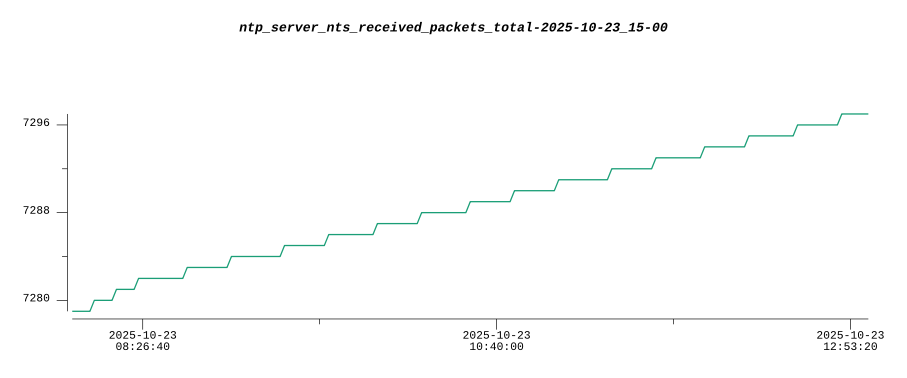 ntp_server_nts_received_packets_total-2025-10-23_15-00
7296
7288
7280
2025-10-23 2025-10-23 2025-10-23
08:26:40 10:40:00 12:53:20